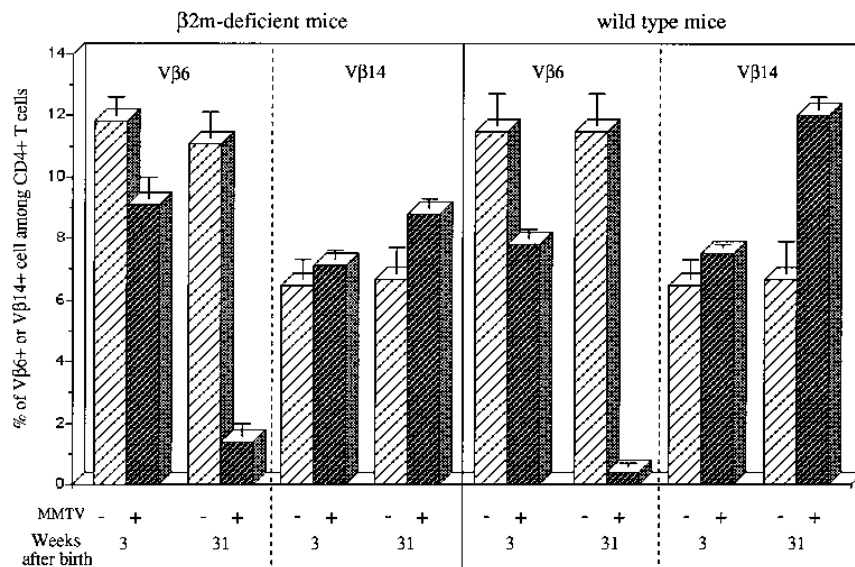 β2m-deficient mice wild type mice
Vβ6 Vβ14 Vβ6 Vβ14
% of Vβ6+ or Vβ14+ cell among CD4+ T cells
14
12
10
8
6
4
2
0
MMTV - + - + - + - + - + - + - + - +
Weeks after birth 3 31 3 31 3 31 3 31